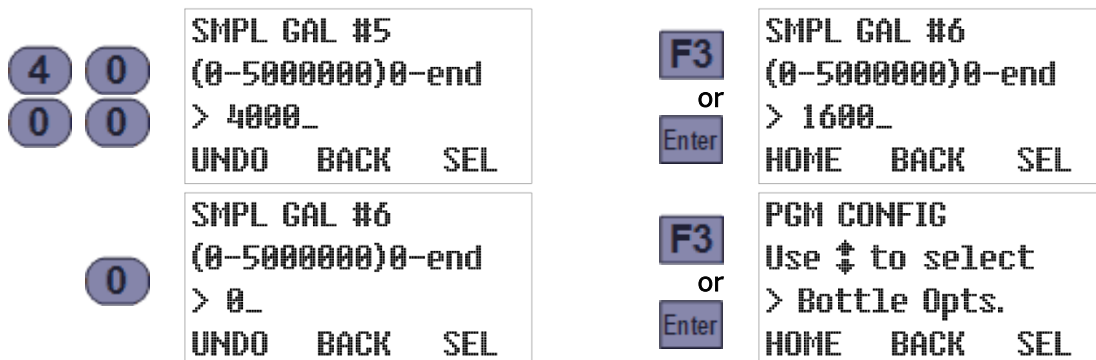 4 0
0 0
SMPL GAL #5
(0-5000000)0-end
> 4000_
UNDO BACK SEL
F3
or
Enter
SMPL GAL #6
(0-5000000)0-end
> 1600_
HOME BACK SEL
0
SMPL GAL #6
(0-5000000)0-end
> 0_
UNDO BACK SEL
F3
or
Enter
PGM CONFIG
Use ↕ to select
> Bottle Opts.
HOME BACK SEL